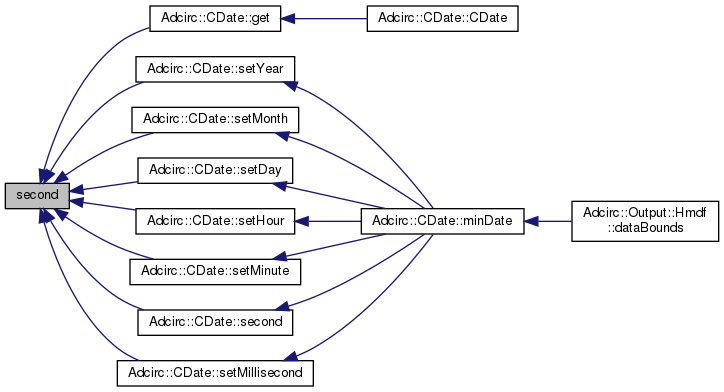 Adcirc::CDate::get
Adcirc::CDate::CDate
Adcirc::CDate::setYear
Adcirc::CDate::setMonth
Adcirc::CDate::setDay
second
Adcirc::CDate::setHour
Adcirc::CDate::minDate
Adcirc::Output::Hmdf
::dataBounds
Adcirc::CDate::setMinute
Adcirc::CDate::second
Adcirc::CDate::setMillisecond